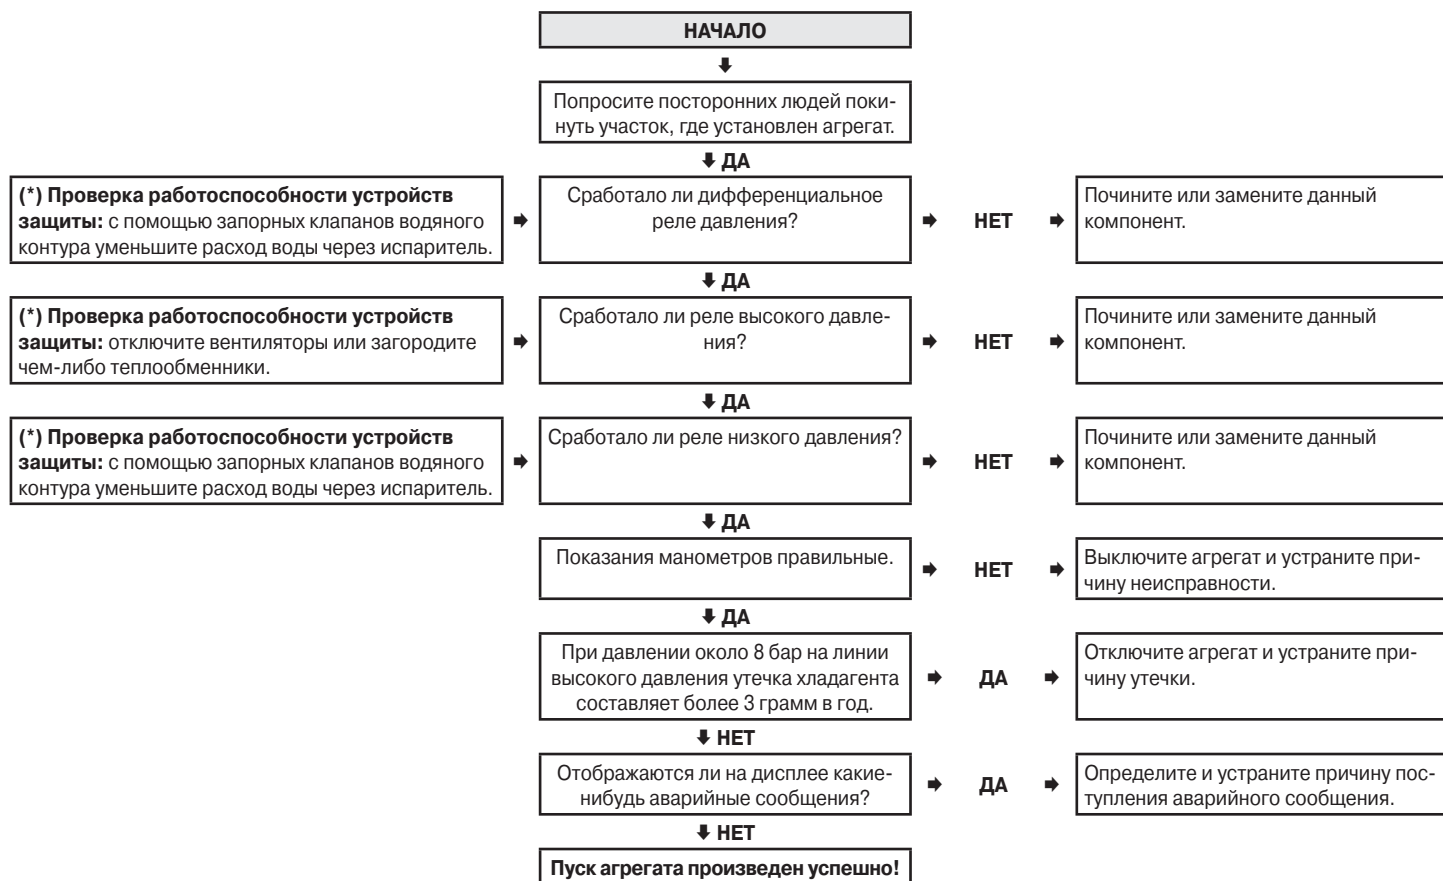 НАЧАЛО
Попросите посторонних людей поки-
нуть участок, где установлен агрегат.
ДА
(*) Проверка работоспособности устройств
защиты: с помощью запорных клапанов водяного
контура уменьшите расход воды через испаритель.
Сработало ли дифференциальное
реле давления?
НЕТ
Почините или замените данный
компонент.
ДА
(*) Проверка работоспособности устройств
защиты: отключите вентиляторы или загородите
чем-либо теплообменники.
Сработало ли реле высокого давле-
ния?
НЕТ
Почините или замените данный
компонент.
ДА
(*) Проверка работоспособности устройств
защиты: с помощью запорных клапанов водяного
контура уменьшите расход воды через испаритель.
Сработало ли реле низкого давления?
НЕТ
Почините или замените данный
компонент.
ДА
Показания манометров правильные.
НЕТ
Выключите агрегат и устраните при-
чину неисправности.
ДА
При давлении около 8 бар на линии
высокого давления утечка хладагента
составляет более 3 грамм в год.
ДА
Отключите агрегат и устраните при-
чину утечки.
НЕТ
Отображаются ли на дисплее какие-
нибудь аварийные сообщения?
ДА
Определите и устраните причину пос-
тупления аварийного сообщения.
НЕТ
Пуск агрегата произведен успешно!